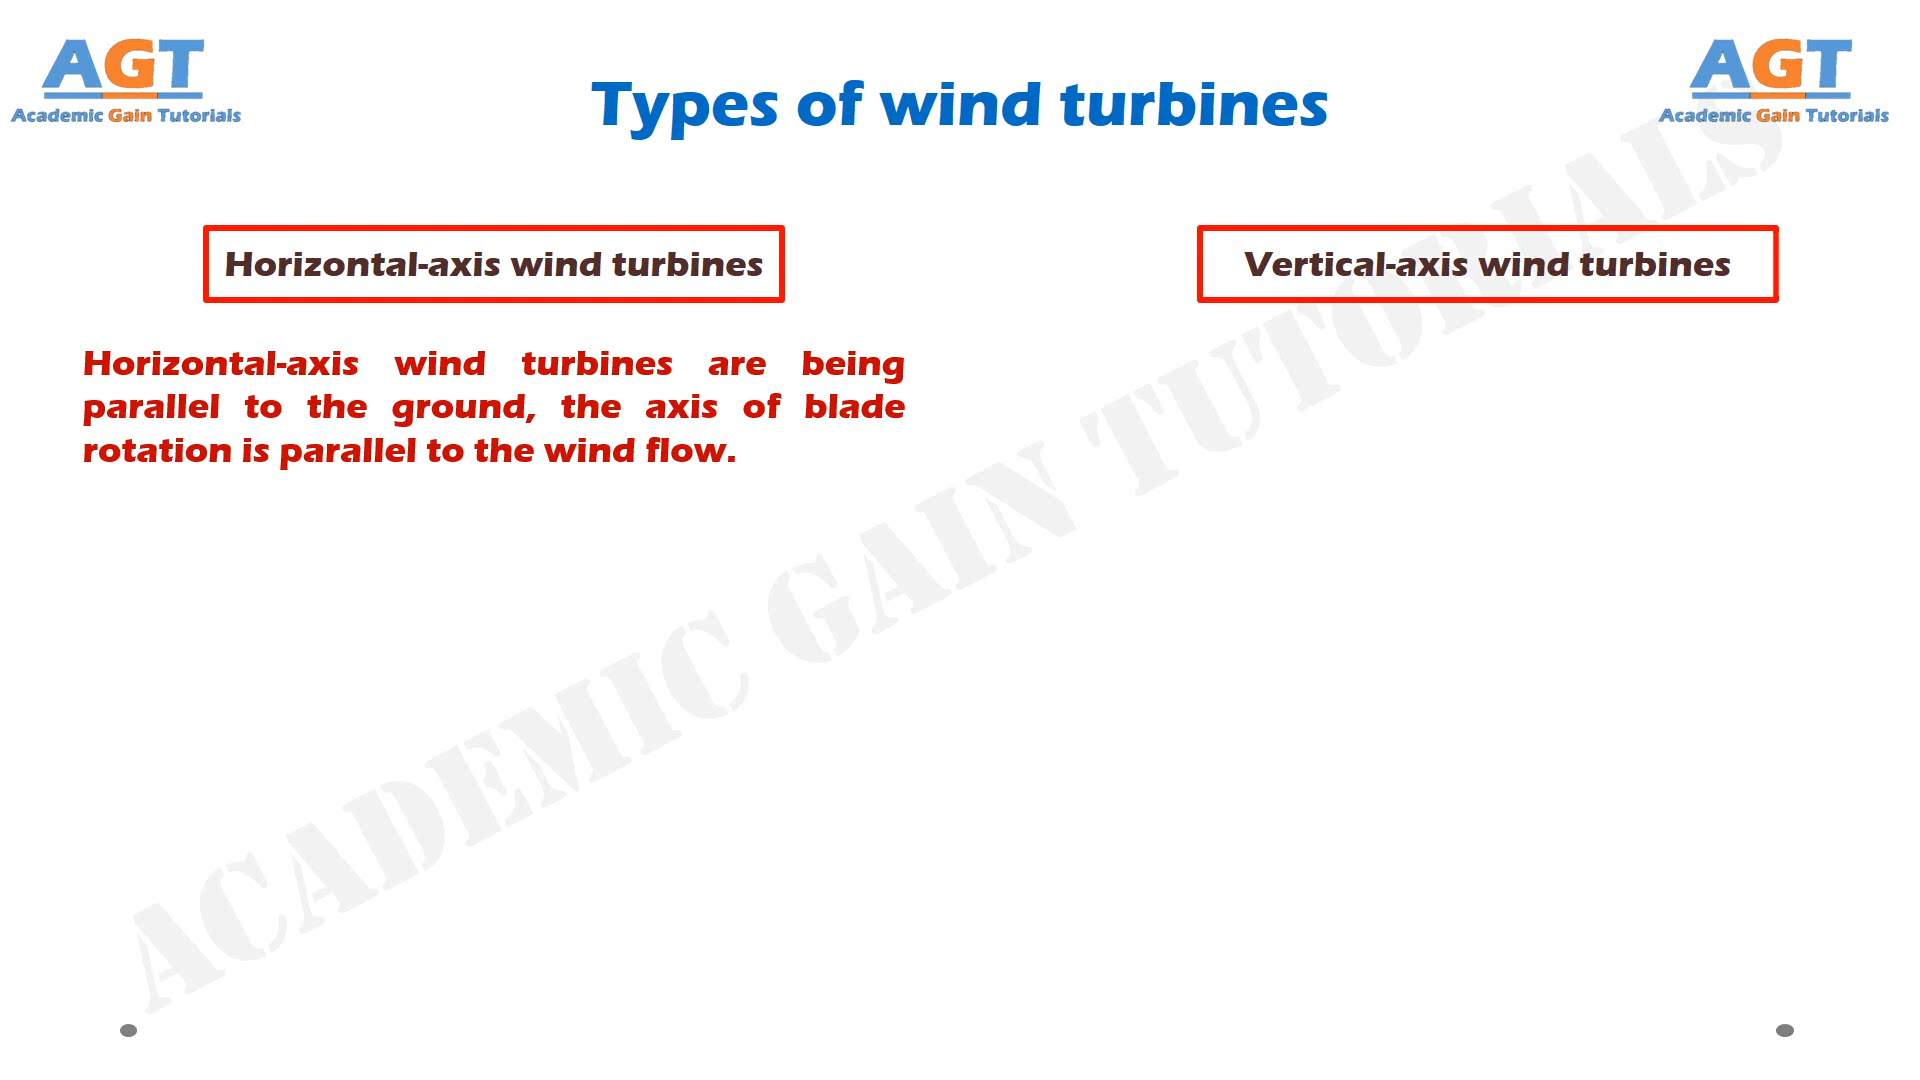 AGT
Academic Gain Tutorials
Types of wind turbines
AGT
Academic Gain Tutorials
Horizontal-axis wind turbines
Vertical-axis wind turbines
Horizontal-axis wind turbines are being
parallel to the ground, the axis of blade
rotation is parallel to the wind flow.
ACADEMIC GAIN TUTORIALS